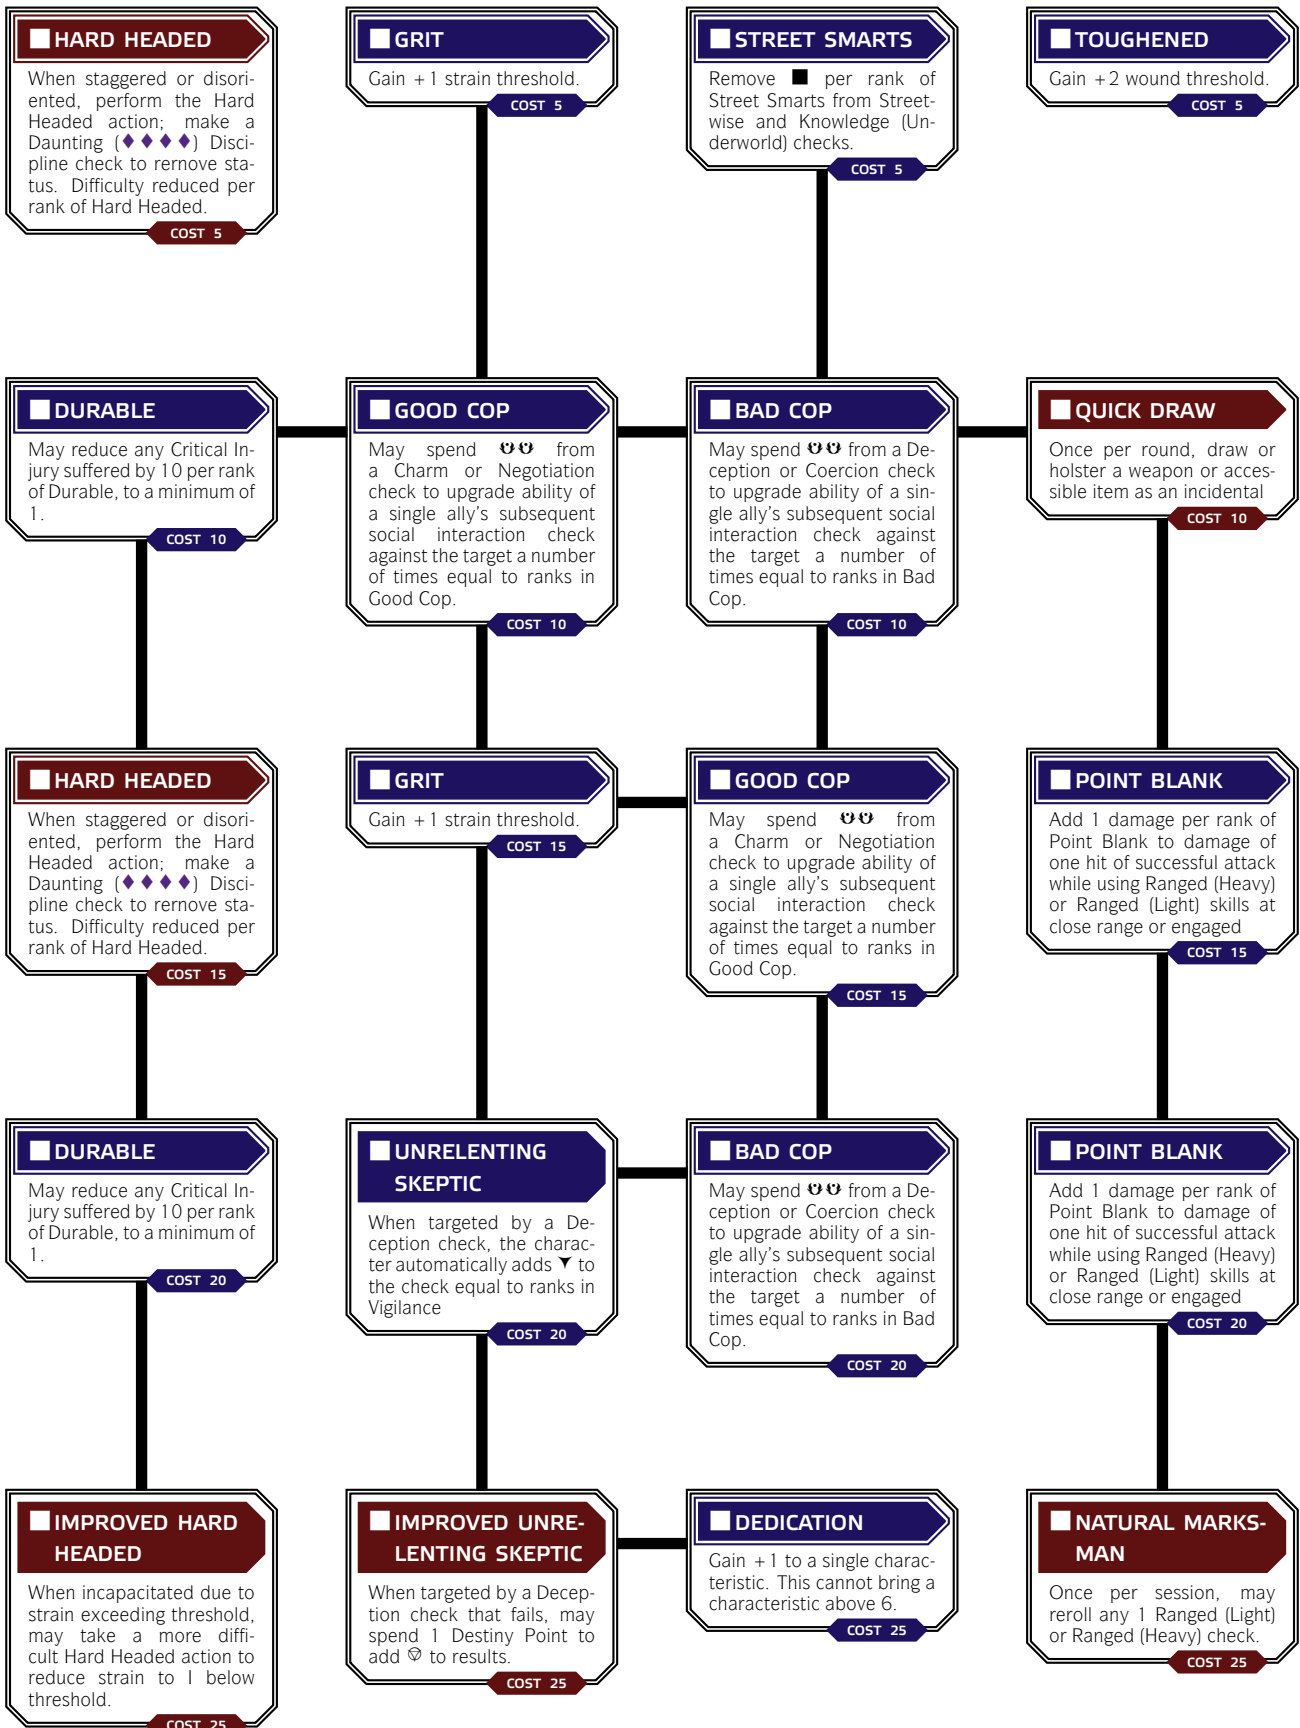 HARD HEADED
When staggered or disori-
ented, perform the Hard
Headed action; make a
Daunting (♦ ♦ ♦ ♦) Disci-
pline check to rernove sta-
tus. Difficulty reduced per
rank of Hard Headed.
COST 5
GRIT
Gain +1 strain threshold.
COST 5
STREET SMARTS
Remove ■ per rank of
Street Smarts from Street-
wise and Knowledge (Un-
derworld) checks.
COST 5
TOUGHENED
Gain +2 wound threshold.
COST 5
DURABLE
May reduce any Critical In-
jury suffered by 10 per rank
of Durable, to a minimum of
1.
COST 10
GOOD COP
May spend from
a Charm or Negotiation
check to upgrade ability of
a single ally's subsequent
social interaction check
against the target a number
of times equal to ranks in
Good Cop.
COST 10
BAD COP
May spend from a De-
ception or Coercion check
to upgrade ability of a sin-
gle ally's subsequent social
interaction check against
the target a number of
times equal to ranks in Bad
Cop.
COST 10
QUICK DRAW
Once per round, draw or
holster a weapon or acces-
sible item as an incidental
COST 10
HARD HEADED
When staggered or disori-
ented, perform the Hard
Headed action; make a
Daunting (♦ ♦ ♦ ♦) Disci-
pline check to rernove sta-
tus. Difficulty reduced per
rank of Hard Headed.
COST 15
GRIT
Gain +1 strain threshold.
COST 15
GOOD COP
May spend from
a Charm or Negotiation
check to upgrade ability of
a single ally's subsequent
social interaction check
against the target a number
of times equal to ranks in
Good Cop.
COST 15
POINT BLANK
Add 1 damage per rank of
Point Blank to damage of
one hit of successful attack
while using Ranged (Heavy)
or Ranged (Light) skills at
close range or engaged
COST 15
DURABLE
May reduce any Critical In-
jury suffered by 10 per rank
of Durable, to a minimum of
1.
COST 20
UNRELENTING
SKEPTIC
When targeted by a De-
ception check, the charac-
ter automatically adds to
the check equal to ranks in
Vigilance
COST 20
BAD COP
May spend from a De-
ception or Coercion check
to upgrade ability of a sin-
gle ally's subsequent social
interaction check against
the target a number of
times equal to ranks in Bad
Cop.
COST 20
POINT BLANK
Add 1 damage per rank of
Point Blank to damage of
one hit of successful attack
while using Ranged (Heavy)
or Ranged (Light) skills at
close range or engaged
COST 20
IMPROVED HARD
HEADED
When incapacitated due to
strain exceeding threshold,
may take a more diffi-
cult Hard Headed action to
reduce strain to I below
threshold.
COST 25
IMPROVED UNRE-
LENTING SKEPTIC
When targeted by a Decep-
tion check that fails, may
spend 1 Destiny Point to
add to results.
COST 25
DEDICATION
Gain +1 to a single charac-
teristic. This cannot bring a
characteristic above 6.
COST 25
NATURAL MARKS-
MAN
Once per session, may
reroll any 1 Ranged (Light)
or Ranged (Heavy) check.
COST 25